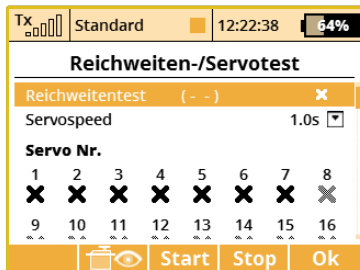 Tx Standard 12:22:38 64%
Reichweiten-/Servotest
Reichweitentest (--)
Servospeed 1.0s
Servo Nr.
1 2 3 4 5 6 7 8
9 10 11 12 13 14 15 16
Start Stop Ok